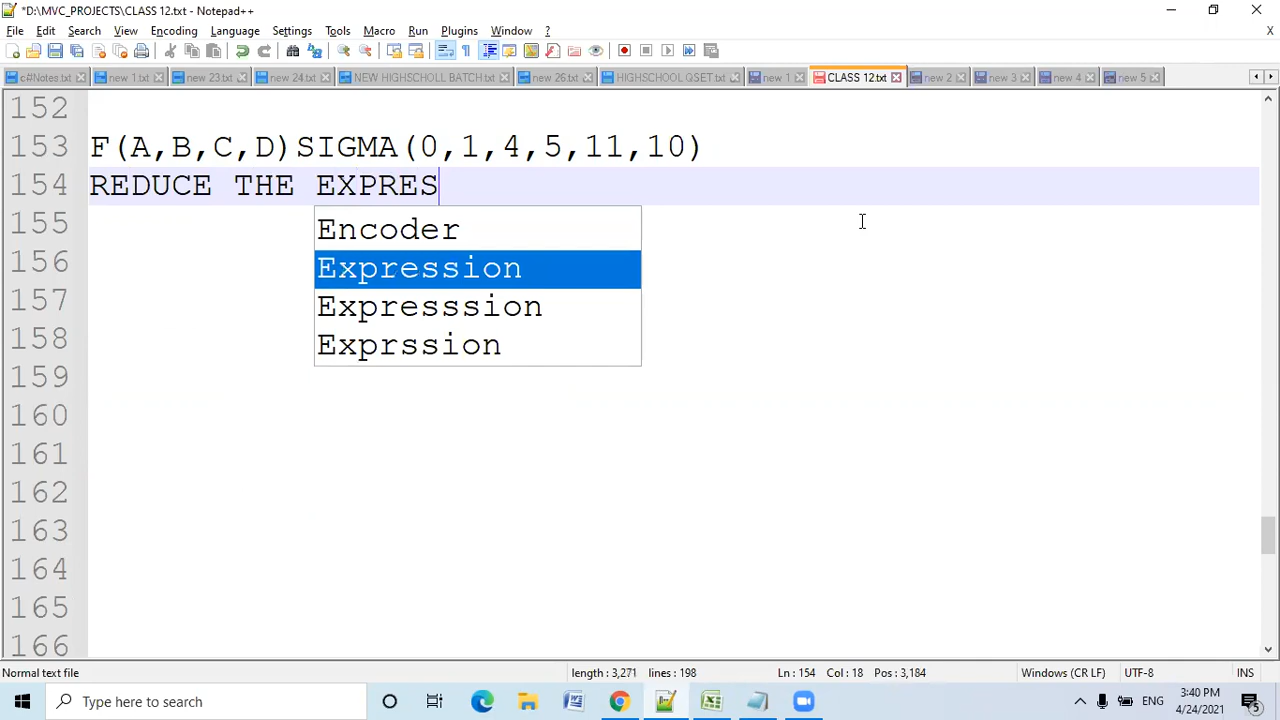 *D:\MVC_PROJECTS\CLASS 12.txt - Notepad++
File Edit Search View Encoding Language Settings Tools Macro Run Plugins Window ? X
c#Notes.txt new 1.txt new 23.txt new 24.txt NEW HIGHSCHOOL BATCH.txt new 26.txt HIGHSCHOOL QSET.txt new 1 CLASS 12.txt new 2 new 3 new 4 new 5
152
153 F(A,B,C,D)SIGMA(0,1,4,5,11,10)
154 REDUCE THE EXPRES
155 Encoder
156 Expression
157 Expresssion
158 Exprssion
159
160
161
162
163
164
165
166
Normal text file length : 3,271 lines : 198 Ln : 154 Col : 18 Pos : 3,184 Windows (CR LF) UTF-8 INS
Type here to search ENG 3:40 PM
4/24/2021 5